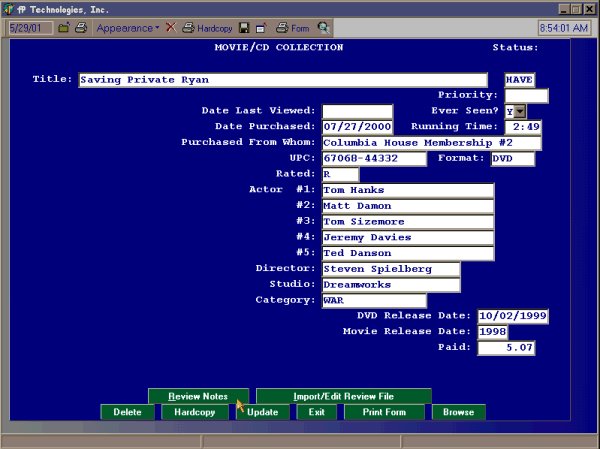 fP Technologies, Inc.
5/29/01 Appearance Hardcopy Form 8:54:01 AM
MOVIE/CD COLLECTION Status:
Title: Saving Private Ryan HAVE
Priority:
Date Last Viewed: Ever Seen? Y
Date Purchased: 07/27/2000 Running Time: 2:49
Purchased From Whom: Columbia House Membership #2
UPC: 67068-44332 Format: DVD
Rated: R
Actor #1: Tom Hanks
#2: Matt Damon
#3: Tom Sizemore
#4: Jeremy Davies
#5: Ted Danson
Director: Steven Spielberg
Studio: Dreamworks
Category: WAR
DVD Release Date: 10/02/1999
Movie Release Date: 1998
Paid: 5.07
Review Notes Import/Edit Review File
Delete Hardcopy Update Exit Print Form Browse